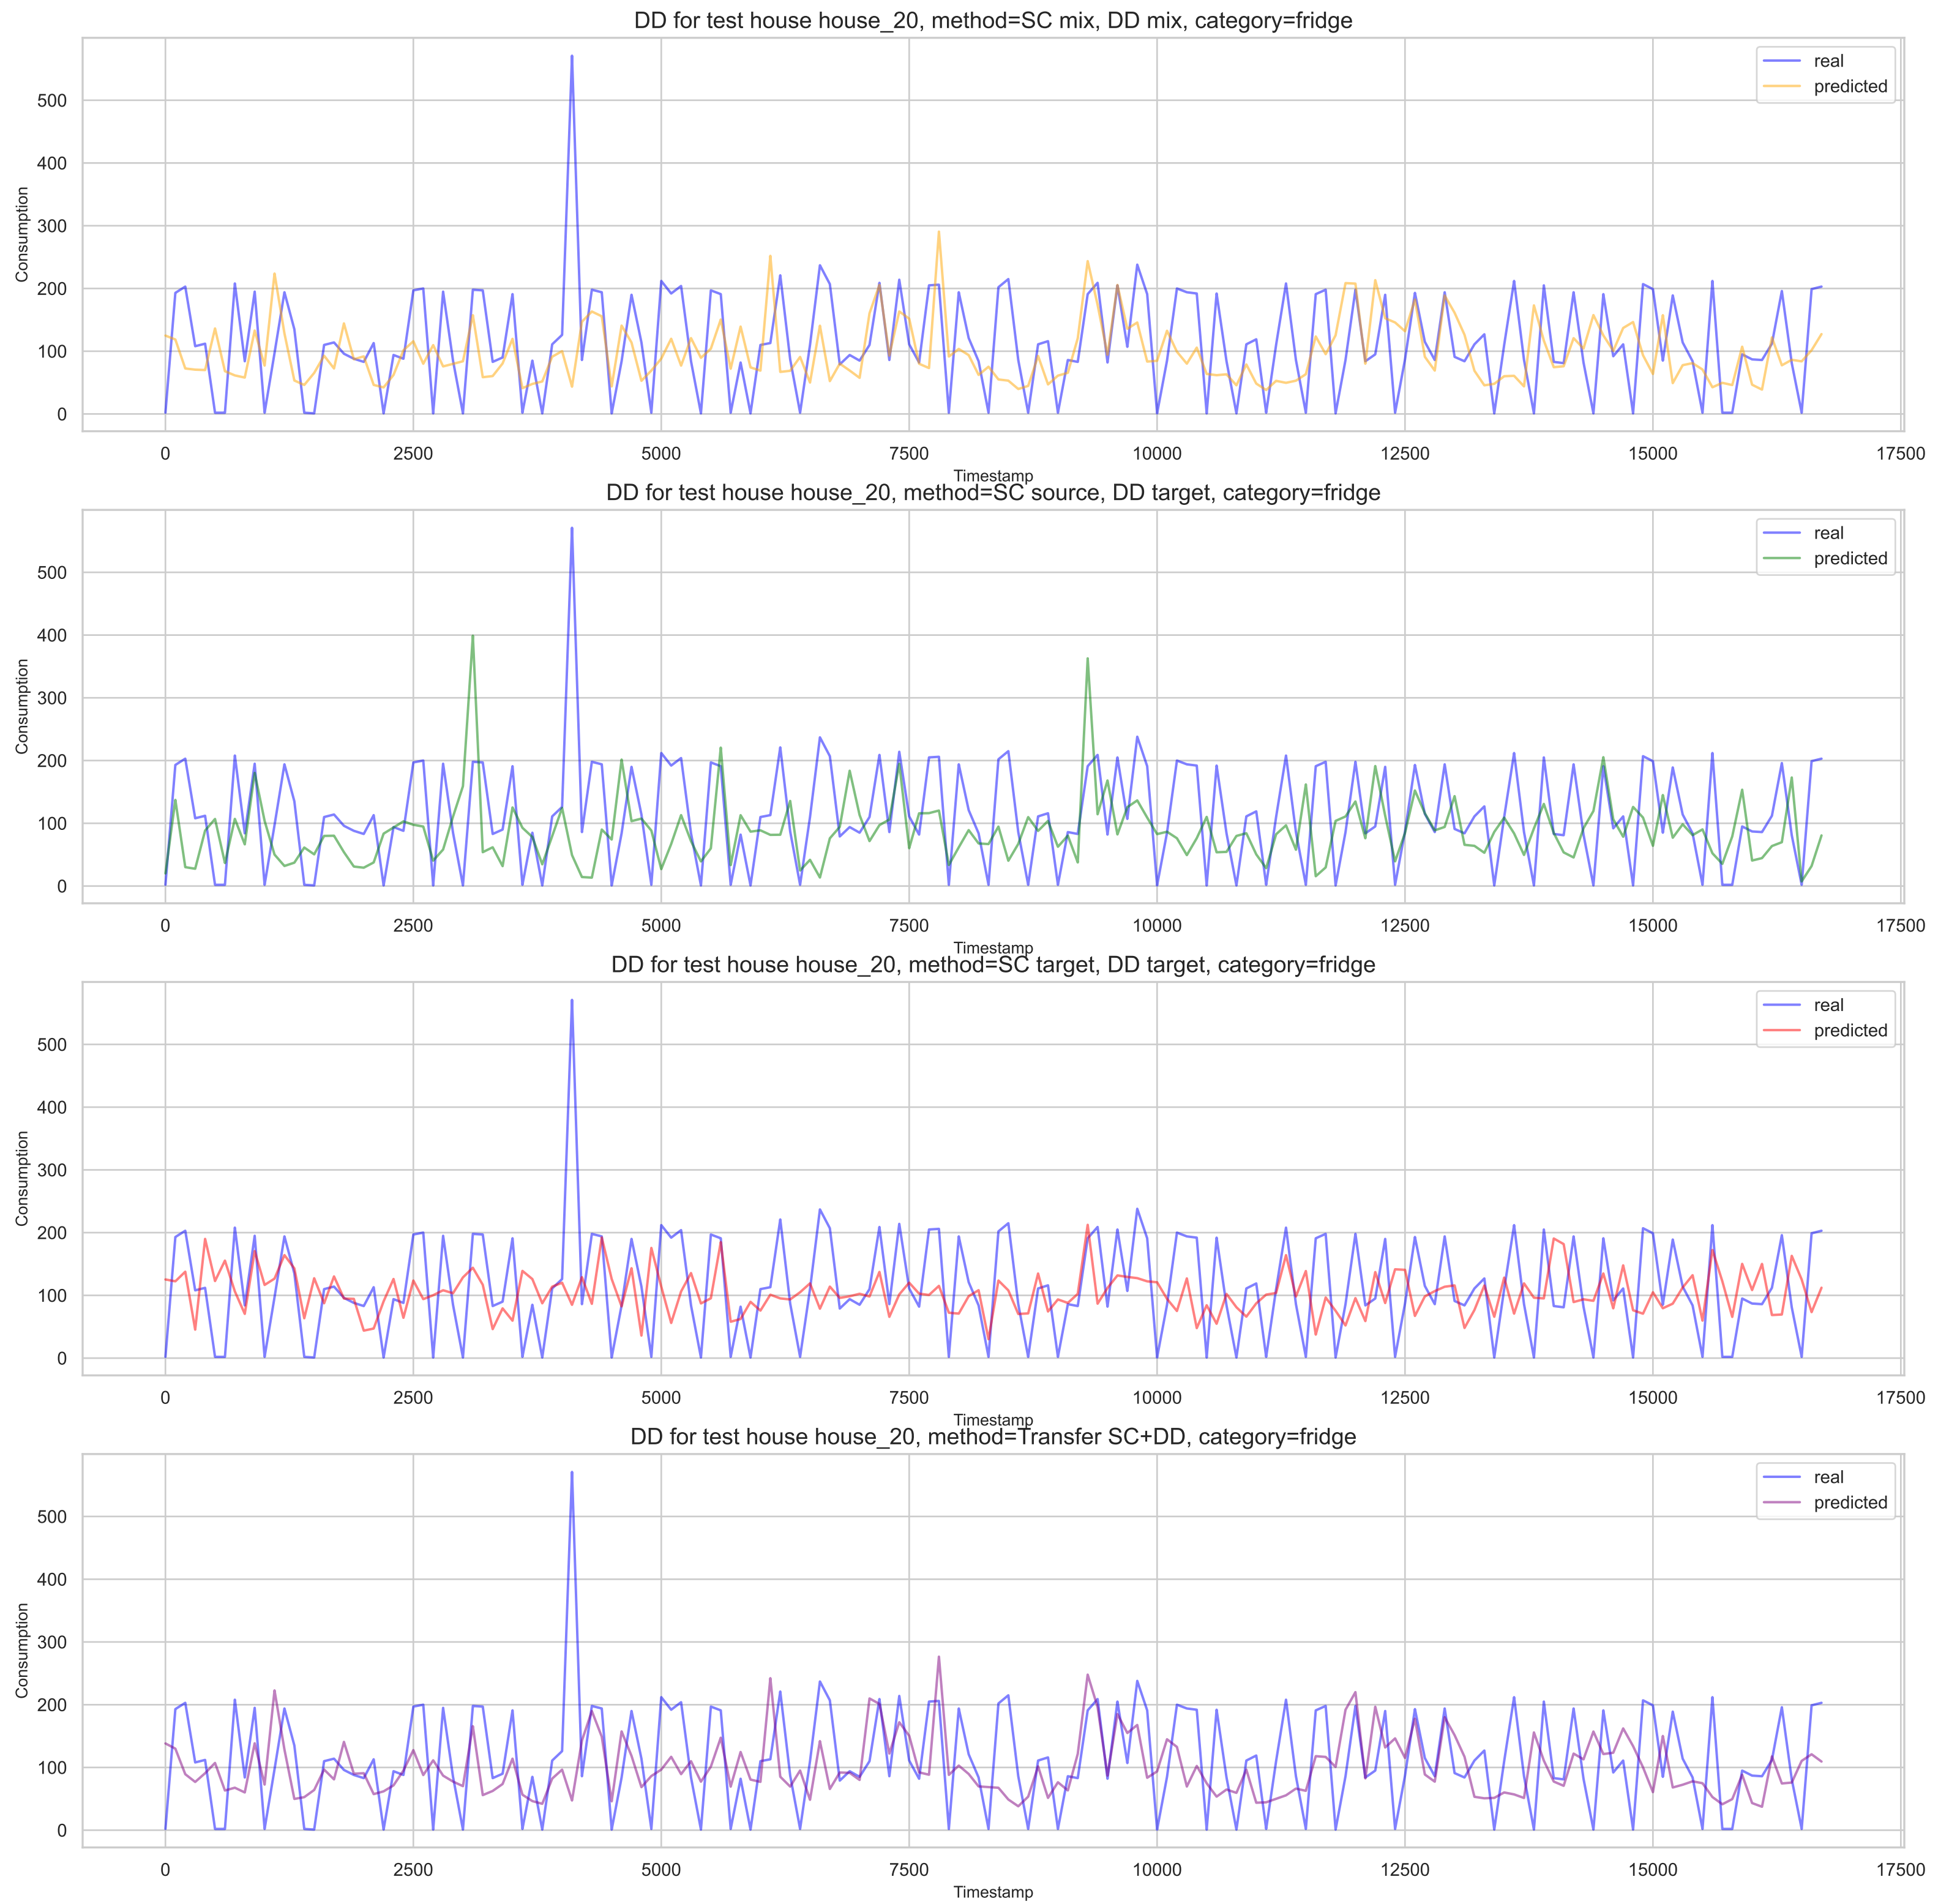 DD for test house house_20, method=SC mix, DD mix, category=fridge
real
predicted
Consumption
500
400
300
200
100
0
0 2500 5000 7500 10000 12500 15000 17500
Timestamp
DD for test house house_20, method=SC source, DD target, category=fridge
real
predicted
Consumption
500
400
300
200
100
0
0 2500 5000 7500 10000 12500 15000 17500
Timestamp
DD for test house house_20, method=SC target, DD target, category=fridge
real
predicted
Consumption
500
400
300
200
100
0
0 2500 5000 7500 10000 12500 15000 17500
Timestamp
DD for test house house_20, method=Transfer SC+DD, category=fridge
real
predicted
Consumption
500
400
300
200
100
0
0 2500 5000 7500 10000 12500 15000 17500
Timestamp